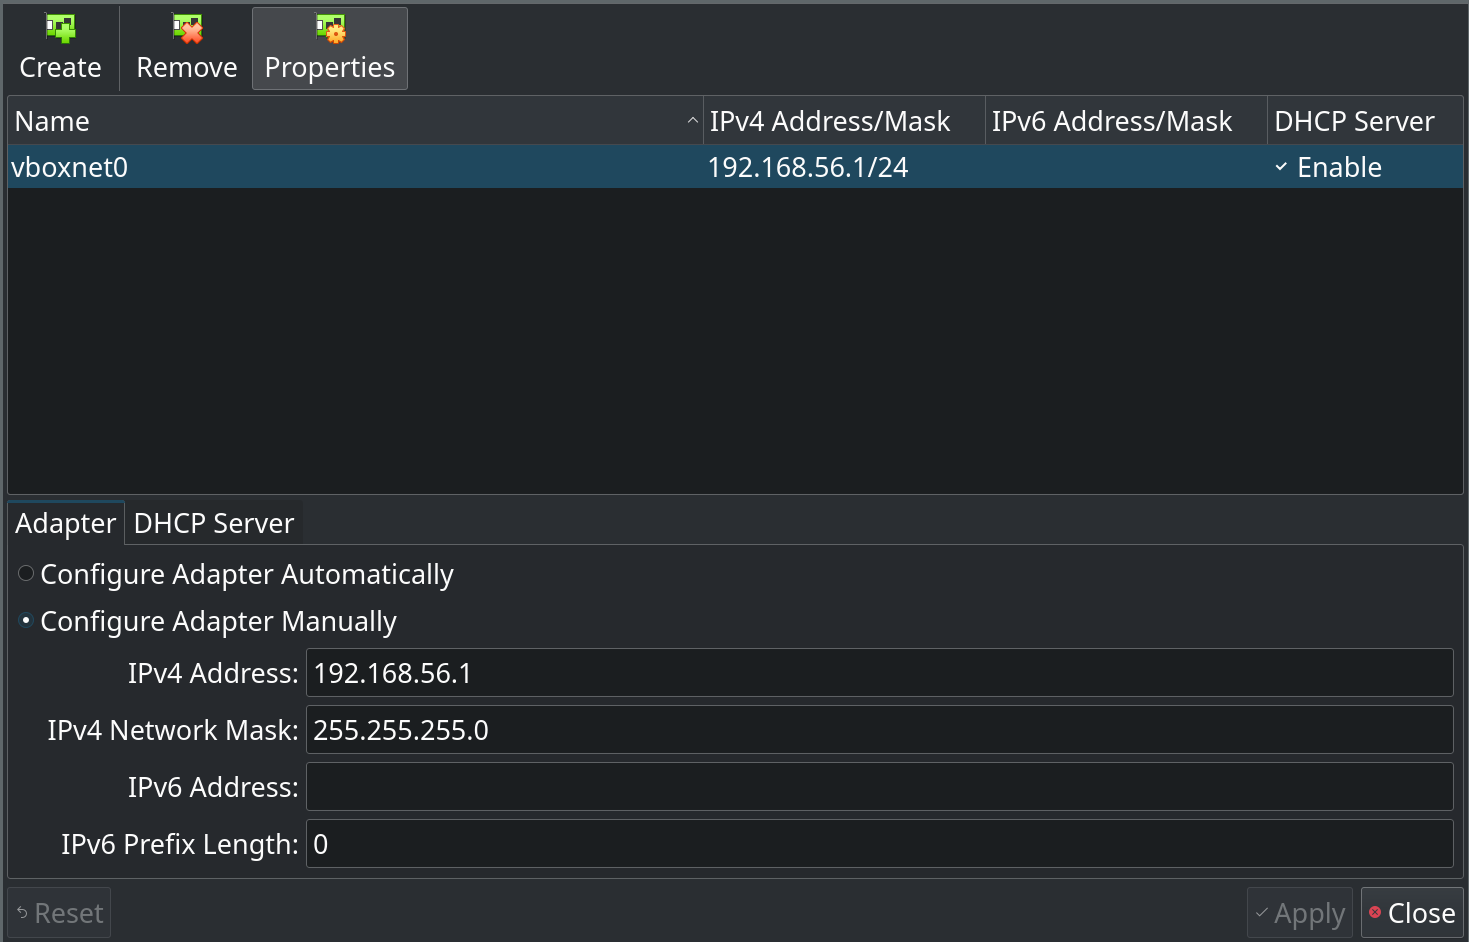 Create Remove Properties
Name IPv4 Address/Mask IPv6 Address/Mask DHCP Server
vboxnet0 192.168.56.1/24 Enable
Adapter DHCP Server
Configure Adapter Automatically
Configure Adapter Manually
IPv4 Address: 192.168.56.1
IPv4 Network Mask: 255.255.255.0
IPv6 Address:
IPv6 Prefix Length: 0
Reset Apply Close